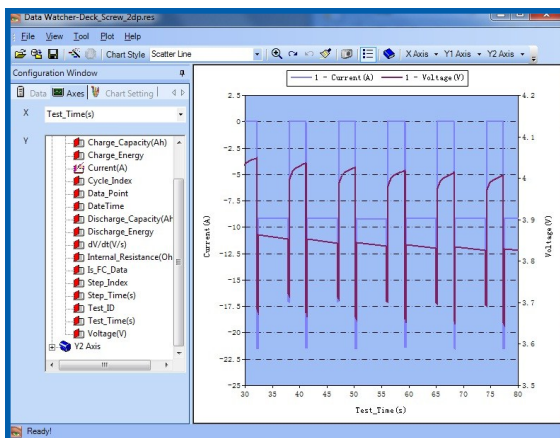 Data Watcher-Deck_Screw_2dp.res
File View Tool Plot Help
Chart Style Scatter Line X Axis Y1 Axis Y2 Axis
Configuration Window
Data Axes Chart Setting
X Test_Time(s)
Y
Charge_Capacity(Ah)
Charge_Energy
Current(A)
Cycle_Index
Data_Point
DateTime
Discharge_Capacity(Ah
Discharge_Energy
dV/dt(V/s)
Internal_Resistance(Oh
Is_FC_Data
Step_Index
Step_Time(s)
Test_ID
Test_Time(s)
Voltage(V)
Y2 Axis
1 - Current(A) 1 - Voltage(V)
2.5
0
-2.5
-5
-7.5
-10
-12.5
-15
-17.5
-20
-22.5
-25
Current(A)
4.2
4.1
4
3.9
3.8
3.7
3.6
3.5
Voltage(V)
30 35 40 45 50 55 60 65 70 75 80
Test_Time(s)
Ready!